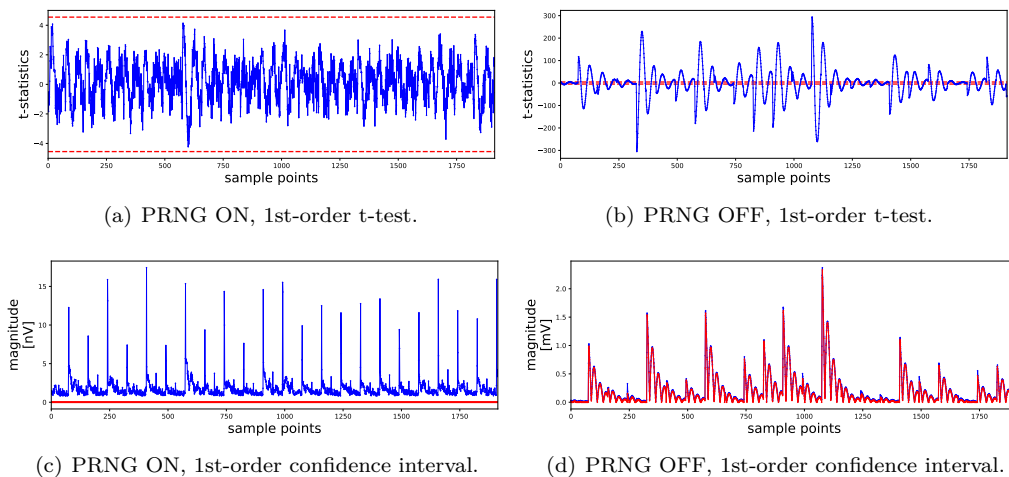 t-statistics
4
2
0
−2
−4
0 250 500 750 1000 1250 1500 1750
sample points
(a) PRNG ON, 1st-order t-test.
t-statistics
300
200
100
0
−100
−200
−300
0 250 500 750 1000 1250 1500 1750
sample points
(b) PRNG OFF, 1st-order t-test.
magnitude
[nV]
15
10
5
0
0 250 500 750 1000 1250 1500 1750
sample points
(c) PRNG ON, 1st-order confidence interval.
magnitude
[mV]
2.0
1.5
1.0
0.5
0.0
0 250 500 750 1000 1250 1500 1750
sample points
(d) PRNG OFF, 1st-order confidence interval.